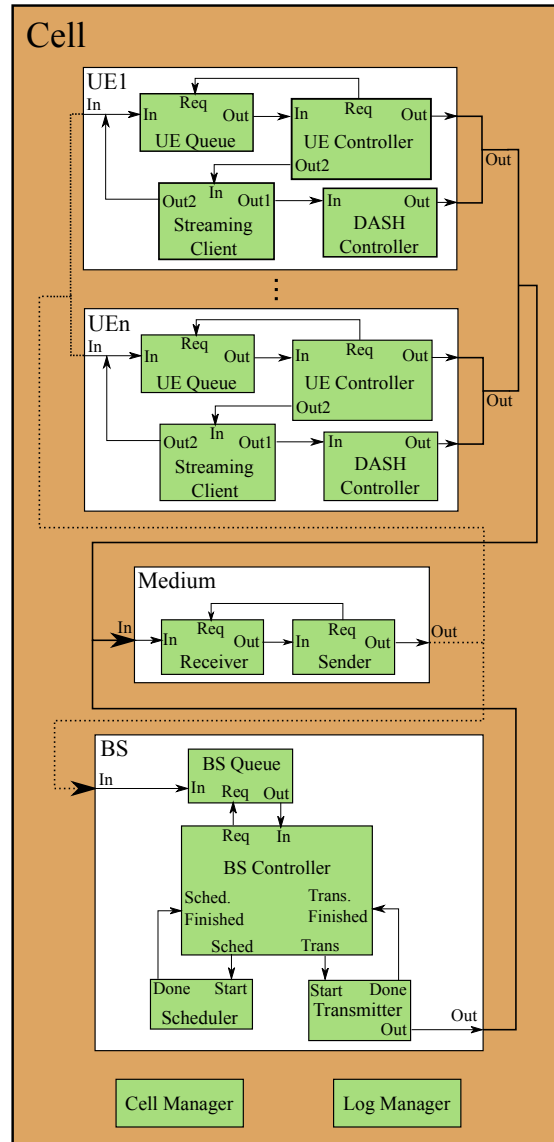 Cell
UE1
In
In
Req
Out
UE Queue
In
Req
Out
UE Controller
Out2
Out
Out2
In
Out1
Streaming
Client
In
Out
DASH
Controller
⋮
UEn
In
In
Req
Out
UE Queue
In
Req
Out
UE Controller
Out2
Out
Out2
In
Out1
Streaming
Client
In
Out
DASH
Controller
Medium
In
In
Req
Out
Receiver
In
Req
Out
Sender
Out
BS
In
BS Queue
In
Req
Out
Req
In
BS Controller
Sched.
Finished
Trans.
Finished
Sched
Trans
Done
Start
Scheduler
Start
Done
Transmitter
Out
Out
Cell Manager
Log Manager